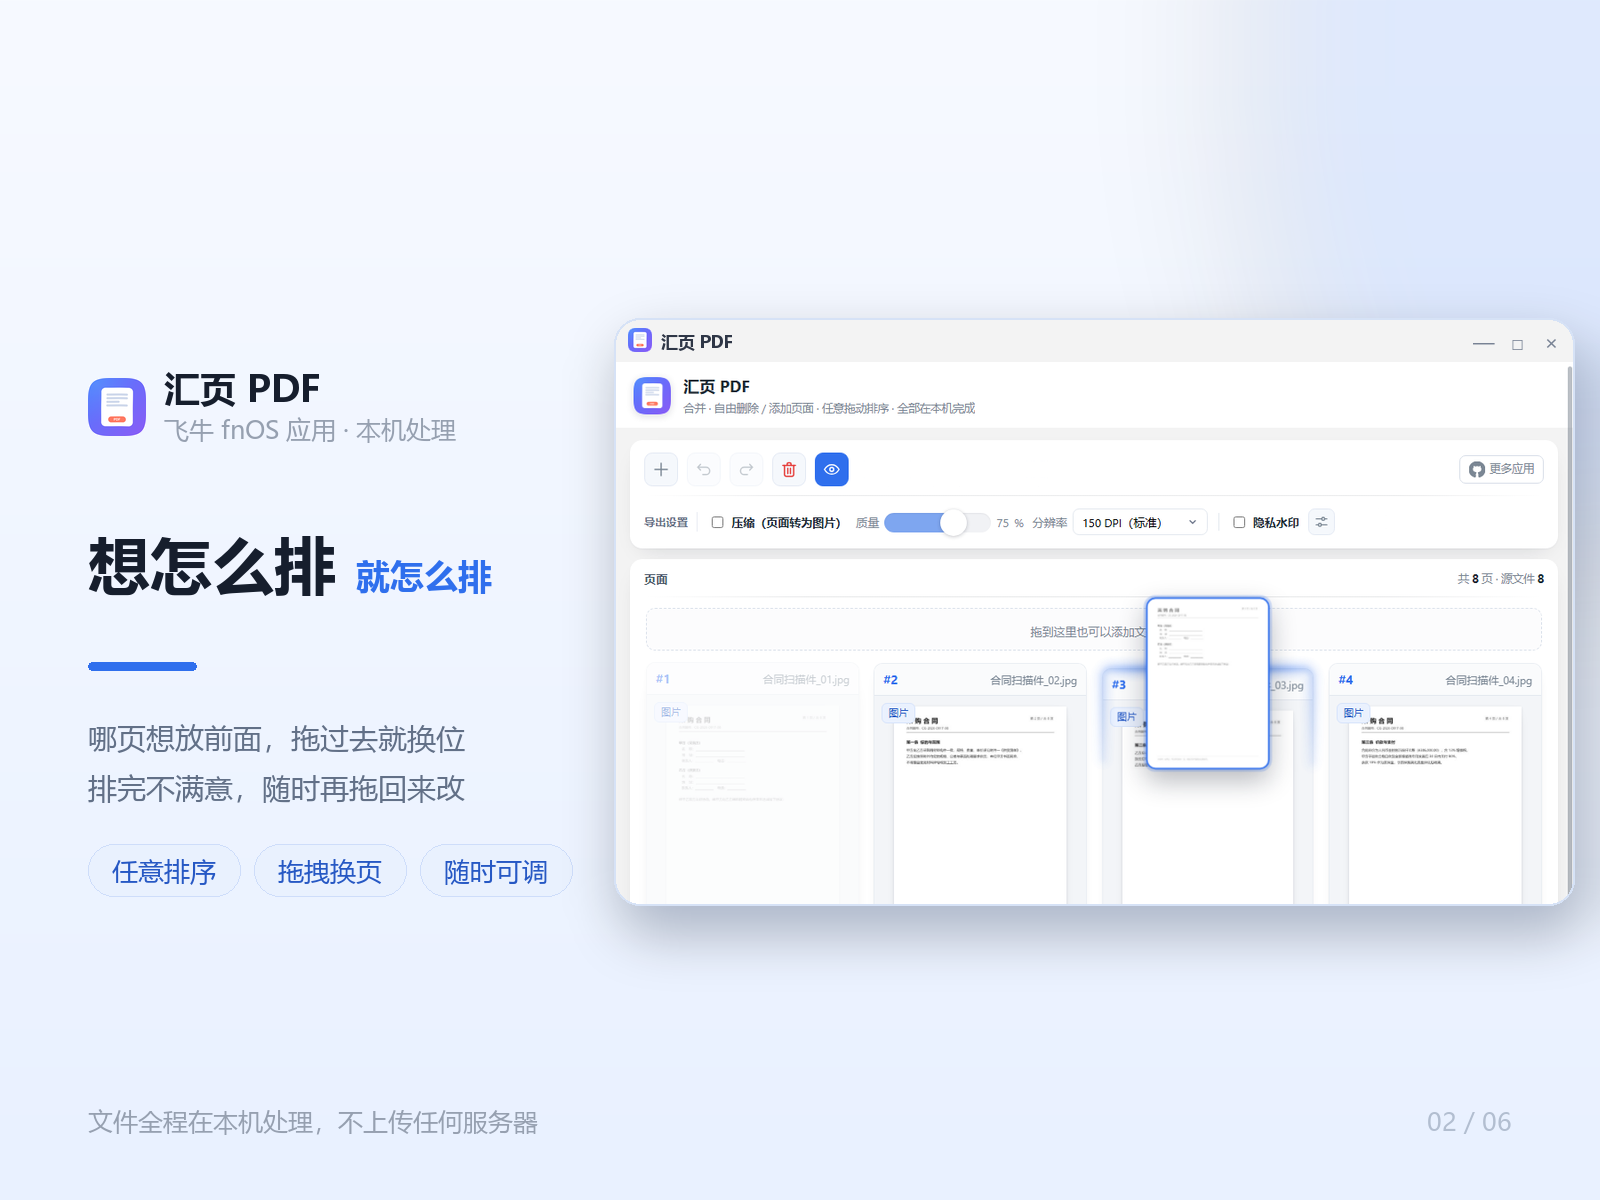 汇页 PDF
飞牛 fnOS 应用 · 本机处理
想怎么排 就怎么排
哪页想放前面，拖过去就换位
排完不满意，随时再拖回来改
任意排序 拖拽换页 随时可调
文件全程在本机处理，不上传任何服务器
02 / 06
汇页 PDF
汇页 PDF
合并 · 自由删除 / 添加页面 · 任意拖动排序 · 全部在本机完成
更多应用
导出设置 压缩（页面转为图片） 质量 75 % 分辨率 150 DPI（标准） 隐私水印
页面 共 8 页 · 源文件 8
拖到这里也可以添加文
#1 合同扫描件_01.jpg
图片 购合同
#2 合同扫描件_02.jpg
图片 购合同
#3 _03.jpg
图片
#4 合同扫描件_04.jpg
图片 购合同